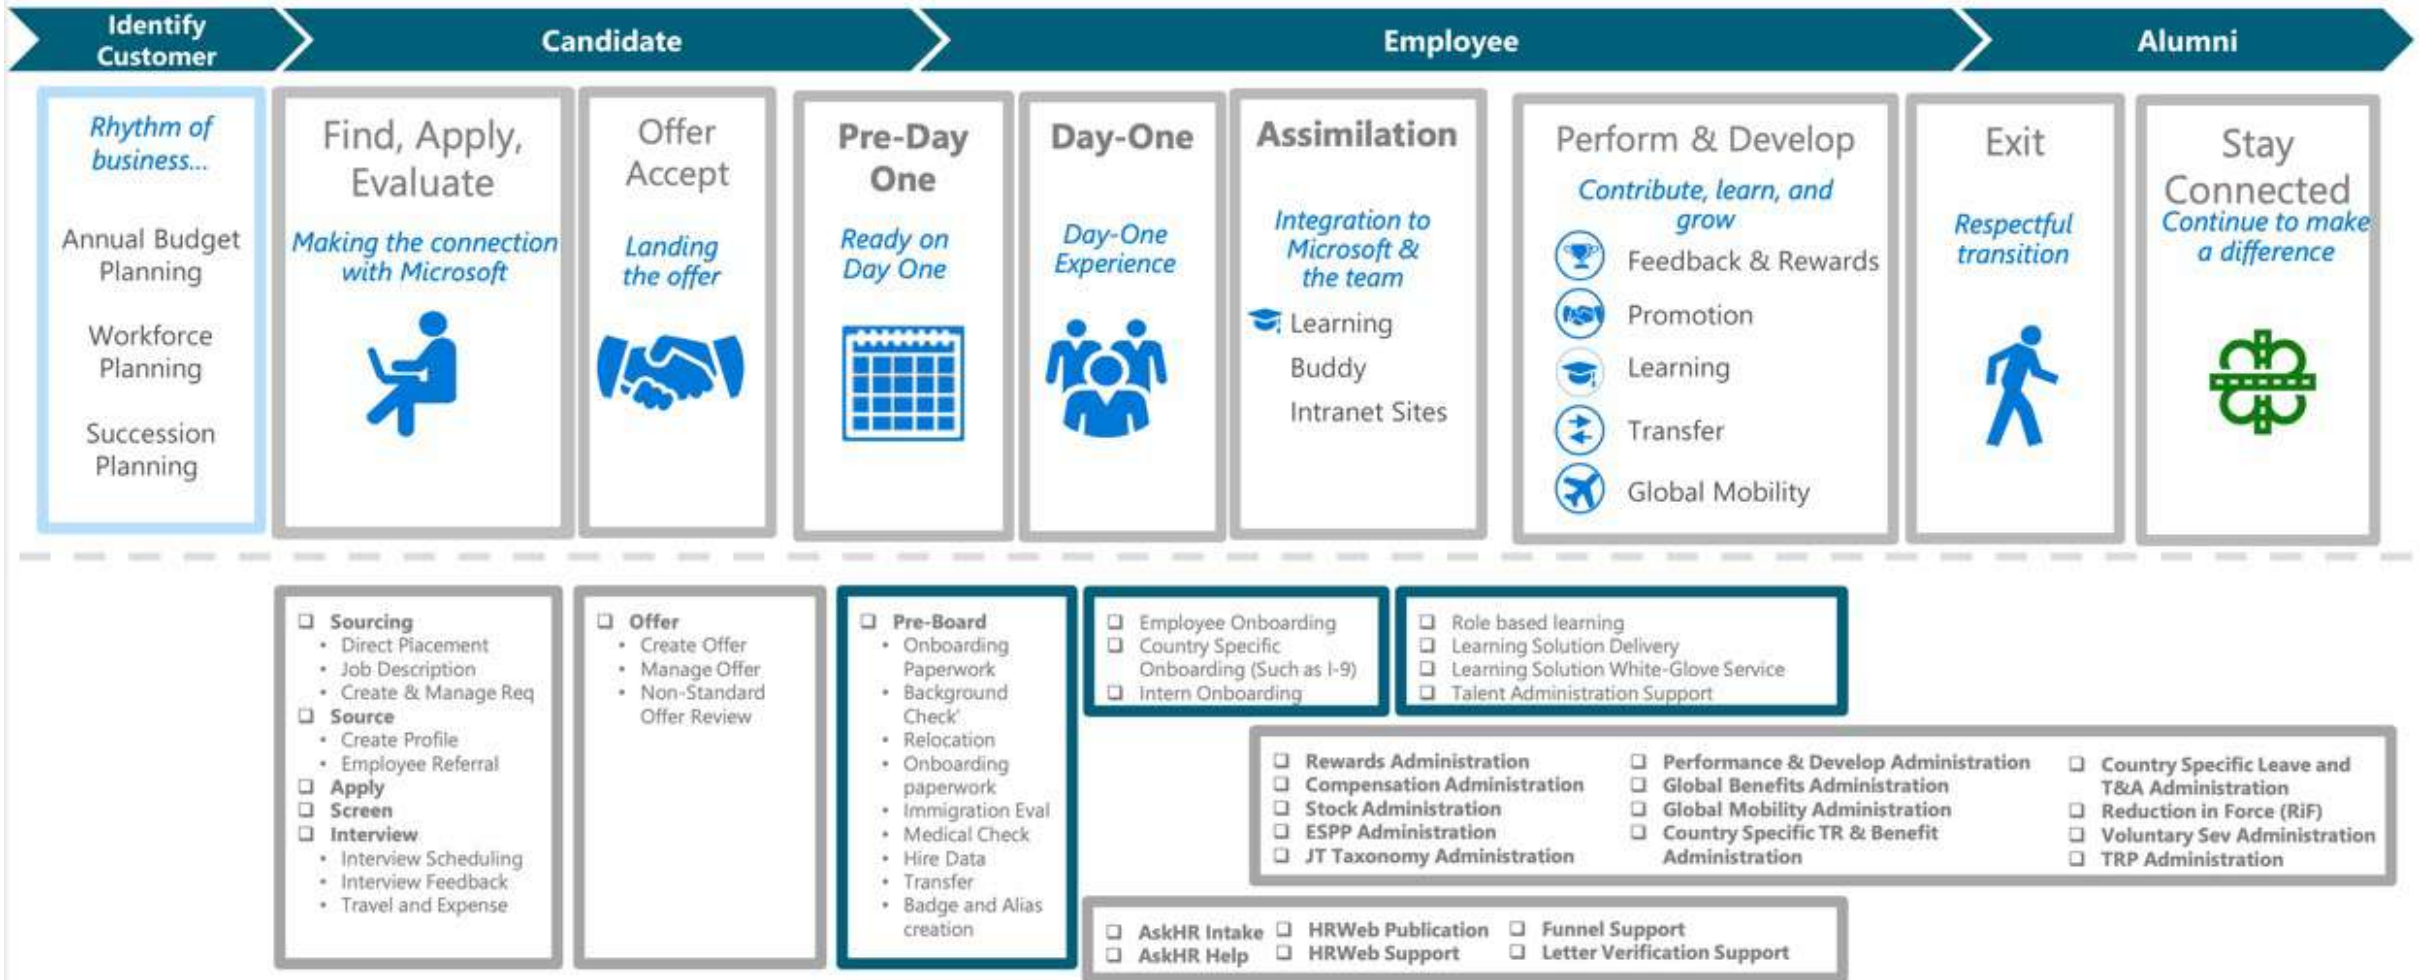 Identify
Customer
Candidate
Employee
Alumni
Rhythm of
business...
Annual Budget
Planning
Workforce
Planning
Succession
Planning
Find, Apply,
Evaluate
Making the connection
with Microsoft
Offer
Accept
Landing
the offer
Pre-Day
One
Ready on
Day One
Day-One
Day-One
Experience
Assimilation
Integration to
Microsoft &
the team
Learning
Buddy
Intranet Sites
Perform & Develop
Contribute, learn, and
grow
Feedback & Rewards
Promotion
Learning
Transfer
Global Mobility
Exit
Respectful
transition
Stay
Connected
Continue to make
a difference
❑ Sourcing
• Direct Placement
• Job Description
• Create & Manage Req
❑ Source
• Create Profile
• Employee Referral
❑ Apply
❑ Screen
❑ Interview
• Interview Scheduling
• Interview Feedback
• Travel and Expense
❑ Offer
• Create Offer
• Manage Offer
• Non-Standard
Offer Review
❑ Pre-Board
• Onboarding
Paperwork
• Background
Check'
• Relocation
• Onboarding
paperwork
• Immigration Eval
• Medical Check
• Hire Data
• Transfer
• Badge and Alias
creation
❑ Employee Onboarding
❑ Country Specific
Onboarding (Such as I-9)
❑ Intern Onboarding
❑ Role based learning
❑ Learning Solution Delivery
❑ Learning Solution White-Glove Service
❑ Talent Administration Support
❑ Rewards Administration
❑ Compensation Administration
❑ Stock Administration
❑ ESPP Administration
❑ JT Taxonomy Administration
❑ Performance & Develop Administration
❑ Global Benefits Administration
❑ Global Mobility Administration
❑ Country Specific TR & Benefit
Administration
❑ Country Specific Leave and
T&A Administration
❑ Reduction in Force (RiF)
❑ Voluntary Sev Administration
❑ TRP Administration
❑ AskHR Intake
❑ AskHR Help
❑ HRWeb Publication
❑ HRWeb Support
❑ Funnel Support
❑ Letter Verification Support